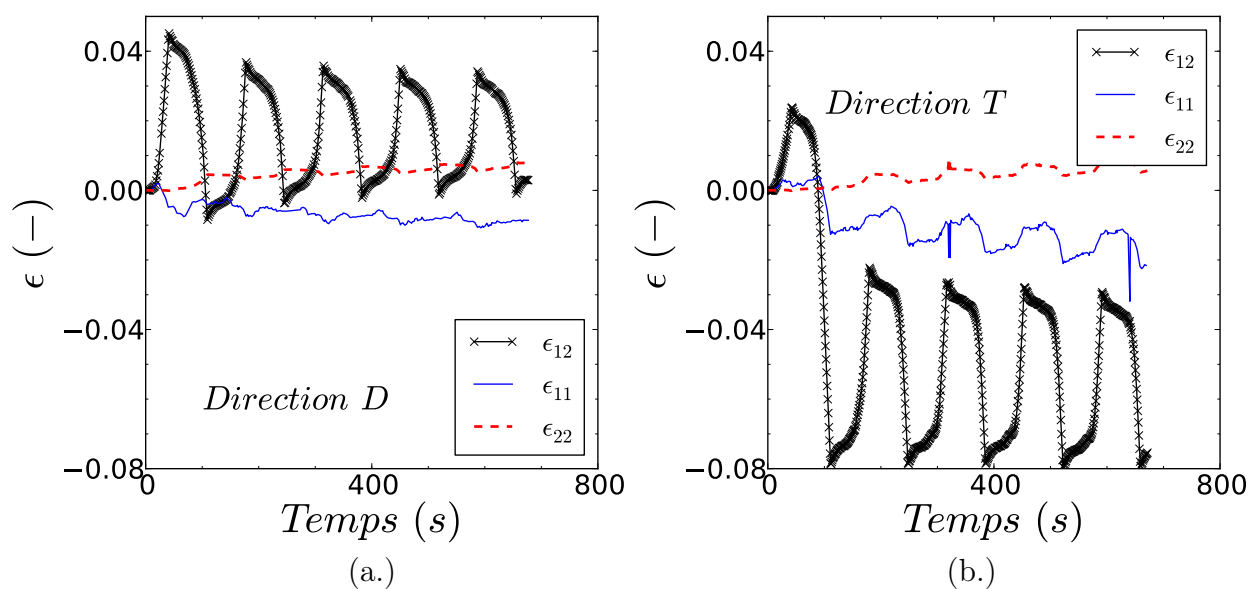 0.04
0.00
−0.04
−0.08
ϵ (−)
ϵ₁₂
ϵ₁₁
ϵ₂₂
Direction D
0
400
800
Temps (s)
(a.)
0.04
0.00
−0.04
−0.08
ϵ (−)
ϵ₁₂
ϵ₁₁
ϵ₂₂
Direction T
0
400
800
Temps (s)
(b.)